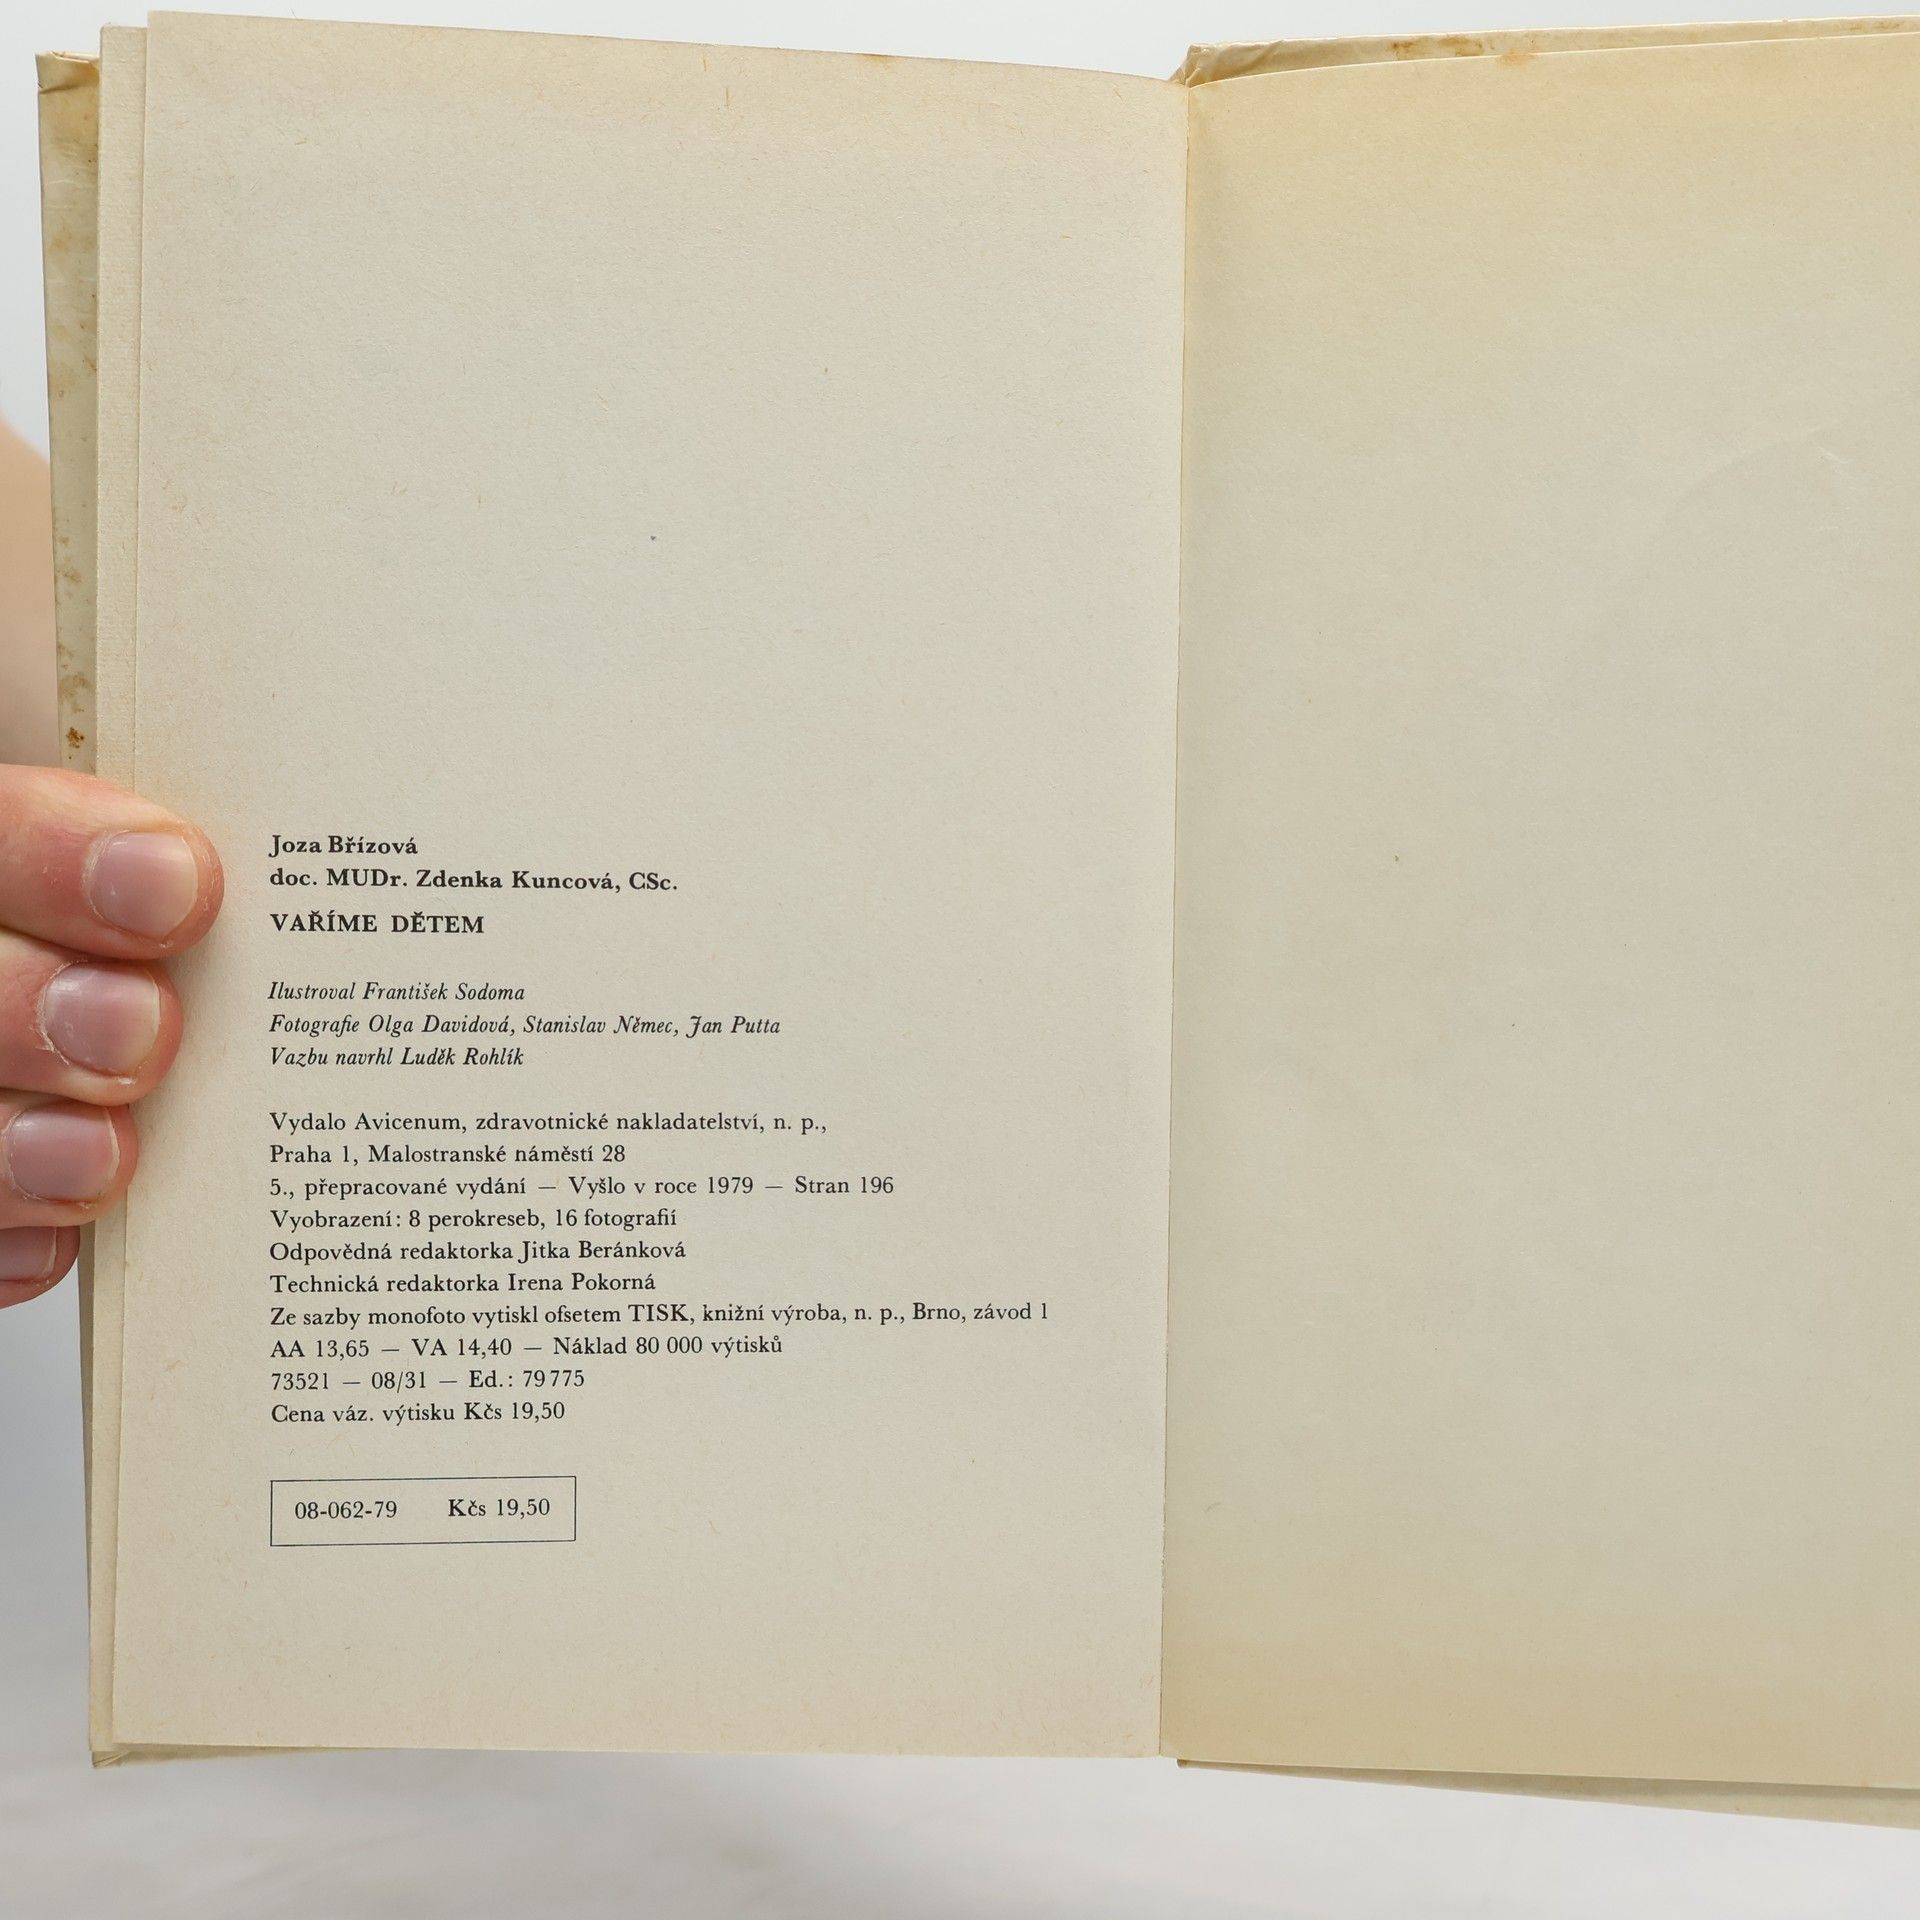 Joza Břízová
doc. MUDr. Zdenka Kuncová, CSc.
VAŘÍME DĚTEM
Ilustroval František Sodoma
Fotografie Olga Davidová, Stanislav Němec, Jan Putta
Vazbu navrhl Luděk Rohlík
Vydalo Avicenum, zdravotnické nakladatelství, n. p.,
Praha 1, Malostranské náměstí 28
5., přepracované vydání — Vyšlo v roce 1979 — Stran 196
Vyobrazení: 8 perokreseb, 16 fotografií
Odpovědná redaktorka Jitka Beránková
Technická redaktorka Irena Pokorná
Ze sazby monofoto vytiskl ofsetem TISK, knižní výroba, n. p., Brno, závod 1
AA 13,65 — VA 14,40 — Náklad 80 000 výtisků
73521 — 08/31 — Ed.: 79 775
Cena váz. výtisku Kčs 19,50
08-062-79 Kčs 19,50